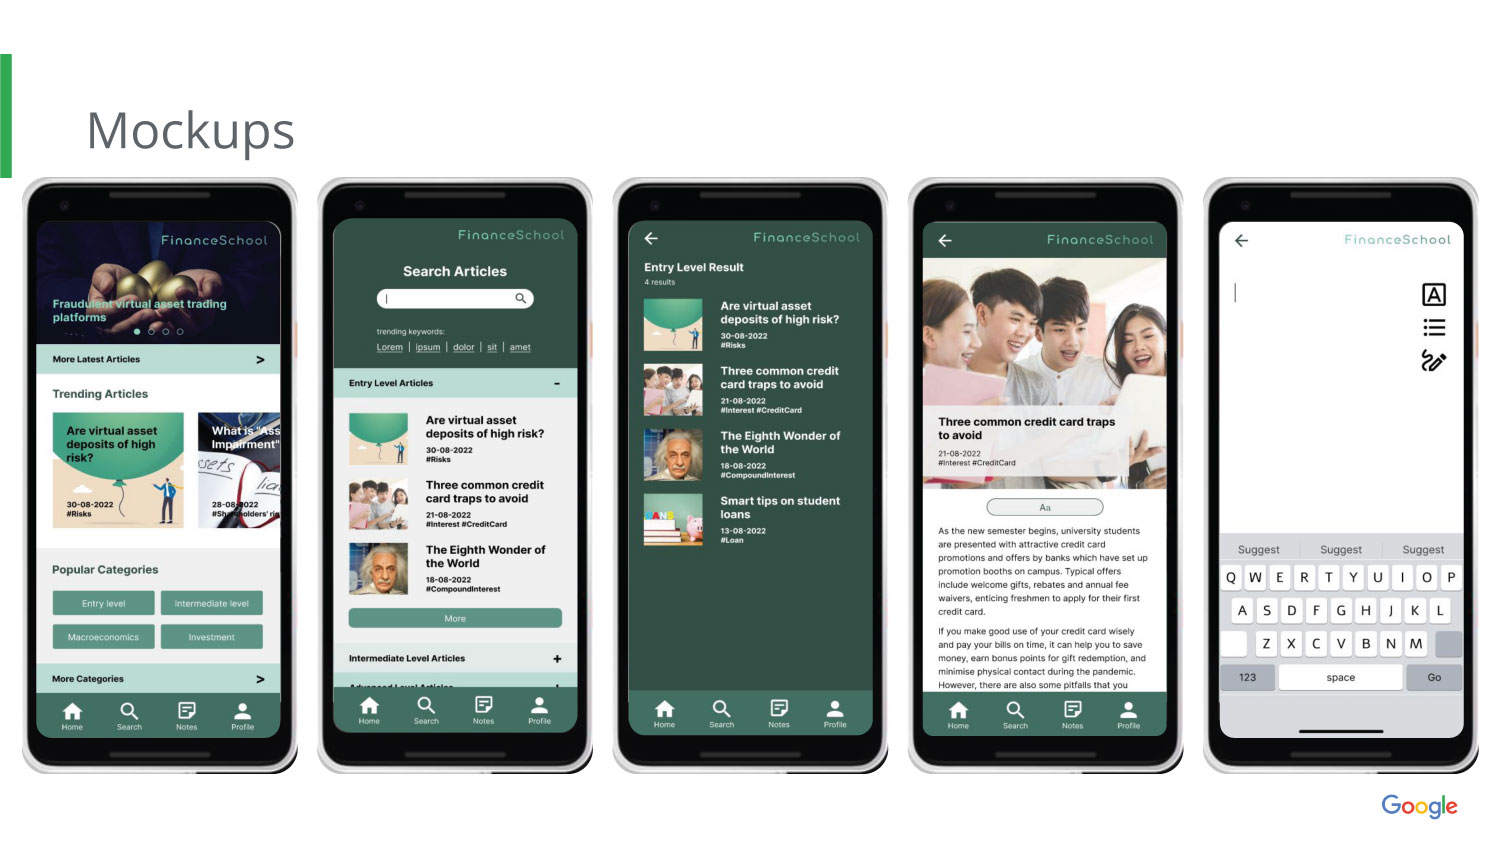 Mockups
FinanceSchool
Fraudulent virtual asset trading
platforms
More Latest Articles >
Trending Articles
Are virtual asset
deposits of high
risk?
30-08-2022
#Risks
What is "Ass
Impairment"
28-08-2022
#Shareholders' rig
Popular Categories
Entry level
Intermediate level
Macroeconomics
Investment
More Categories >
Home
Search
Notes
Profile
FinanceSchool
Search Articles
trending keywords:
Lorem | ipsum | dolor | sit | amet
Entry Level Articles -
Are virtual asset
deposits of high risk?
30-08-2022
#Risks
Three common credit
card traps to avoid
21-08-2022
#Interest #CreditCard
The Eighth Wonder of
the World
18-08-2022
#CompoundInterest
More
Intermediate Level Articles +
Advanced Level Articles
Home
Search
Notes
Profile
FinanceSchool
Entry Level Result
4 results
Are virtual asset
deposits of high risk?
30-08-2022
#Risks
Three common credit
card traps to avoid
21-08-2022
#Interest #CreditCard
The Eighth Wonder of
the World
18-08-2022
#CompoundInterest
Smart tips on student
loans
13-08-2022
#Loan
Home
Search
Notes
Profile
FinanceSchool
Three common credit card traps
to avoid
21-08-2022
#Interest #CreditCard
Aa
As the new semester begins, university students
are presented with attractive credit card
promotions and offers by banks which have set up
promotion booths on campus. Typical offers
include welcome gifts, rebates and annual fee
waivers, enticing freshmen to apply for their first
credit card.
If you make good use of your credit card wisely
and pay your bills on time, it can help you to save
money, earn bonus points for gift redemption, and
minimise physical contact during the pandemic.
However, there are also some pitfalls that you
Home
Search
Notes
Profile
FinanceSchool
A
Suggest Suggest Suggest
Q W E R T Y U I O P
A S D F G H J K L
Z X C V B N M
123 space Go
Google